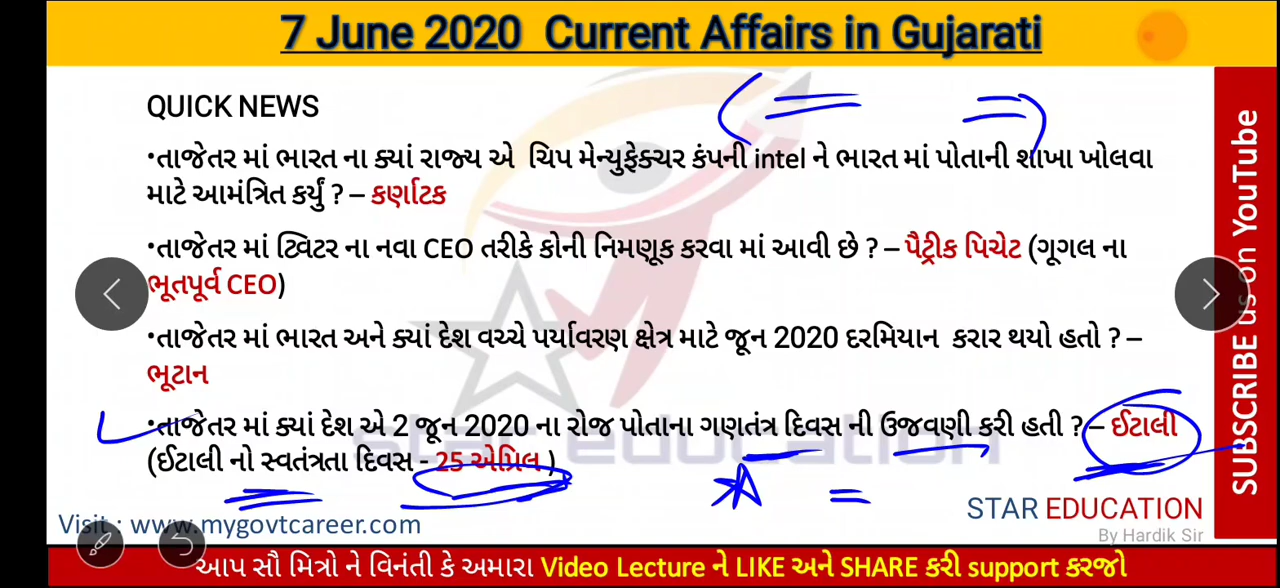 7 June 2020 Current Affairs in Gujarati
QUICK NEWS
•તાજેતર માં ભારત ના ક્યાં રાજ્ય એ ચિપ મેન્યુફેક્ચર કંપની intel ને ભારત માં પોતાની શાખા ખોલવા
માટે આમંત્રિત કર્યું ? – કર્ણાટક
•તાજેતર માં ટ્વિટર ના નવા CEO તરીકે કોની નિમણૂક કરવા માં આવી છે ? – પૈટ્રીક પિચેટ (ગૂગલ ના
ભૂતપૂર્વ CEO)
•તાજેતર માં ભારત અને ક્યાં દેશ વચ્ચે પર્યાવરણ ક્ષેત્ર માટે જૂન 2020 દરમિયાન કરાર થયો હતો ? –
ભૂટાન
•તાજેતર માં ક્યાં દેશ એ 2 જૂન 2020 ના રોજ પોતાના ગણતંત્ર દિવસ ની ઉજવણી કરી હતી ? – ઈટાલી
(ઈટાલી નો સ્વતંત્રતા દિવસ - 25 એપ્રિલ )
star education
STAR EDUCATION
By Hardik Sir
Visit : www.mygovtcareer.com
આપ સૌ મિત્રો ને વિનંતી કે અમારા Video Lecture ને LIKE અને SHARE કરી support કરજો
SUBSCRIBE us on YouTube